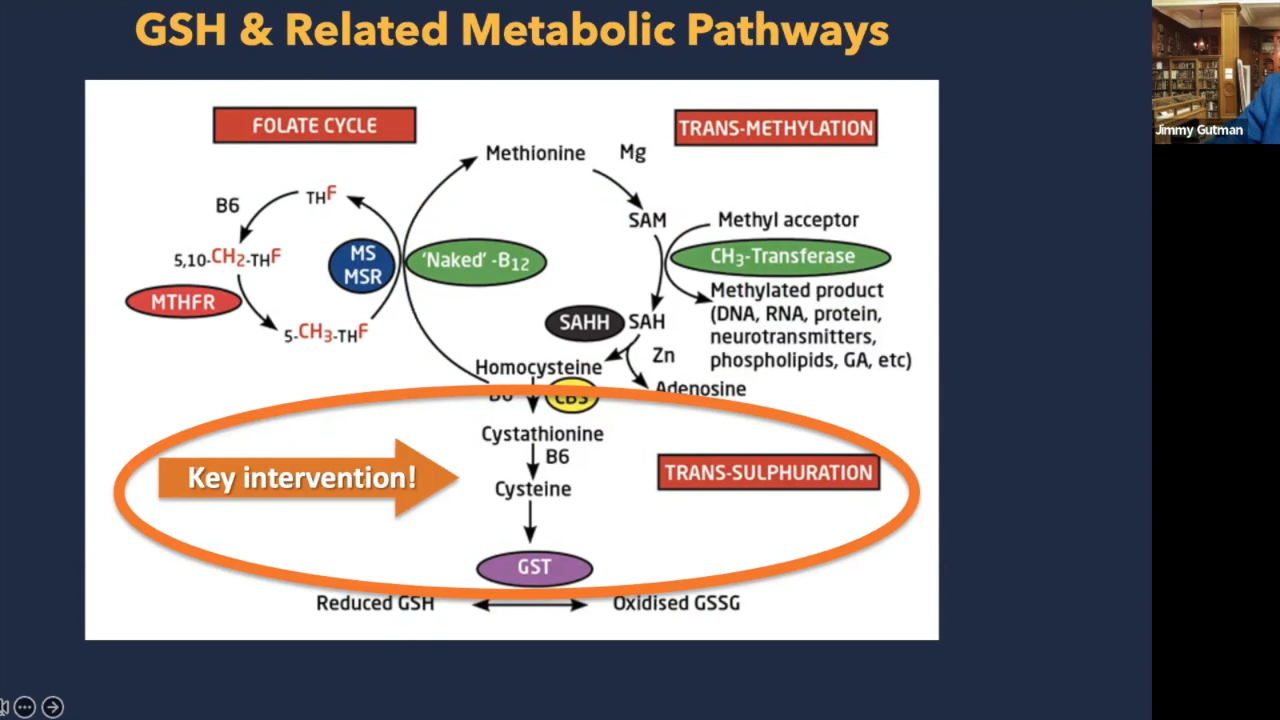 GSH & Related Metabolic Pathways
Jimmy Gutman
FOLATE CYCLE
TRANS-METHYLATION
Methionine
Mg
B6
THF
SAM
Methyl acceptor
5,10-CH2-THF
MS
MSR
'Naked' -B12
CH3-Transferase
MTHFR
Methylated product
(DNA, RNA, protein,
neurotransmitters,
phospholipids, GA, etc)
5-CH3-THF
SAHH
SAH
Zn
Homocysteine
Adenosine
B6
CBS
Cystathionine
B6
Key intervention!
TRANS-SULPHURATION
Cysteine
GST
Reduced GSH
Oxidised GSSG